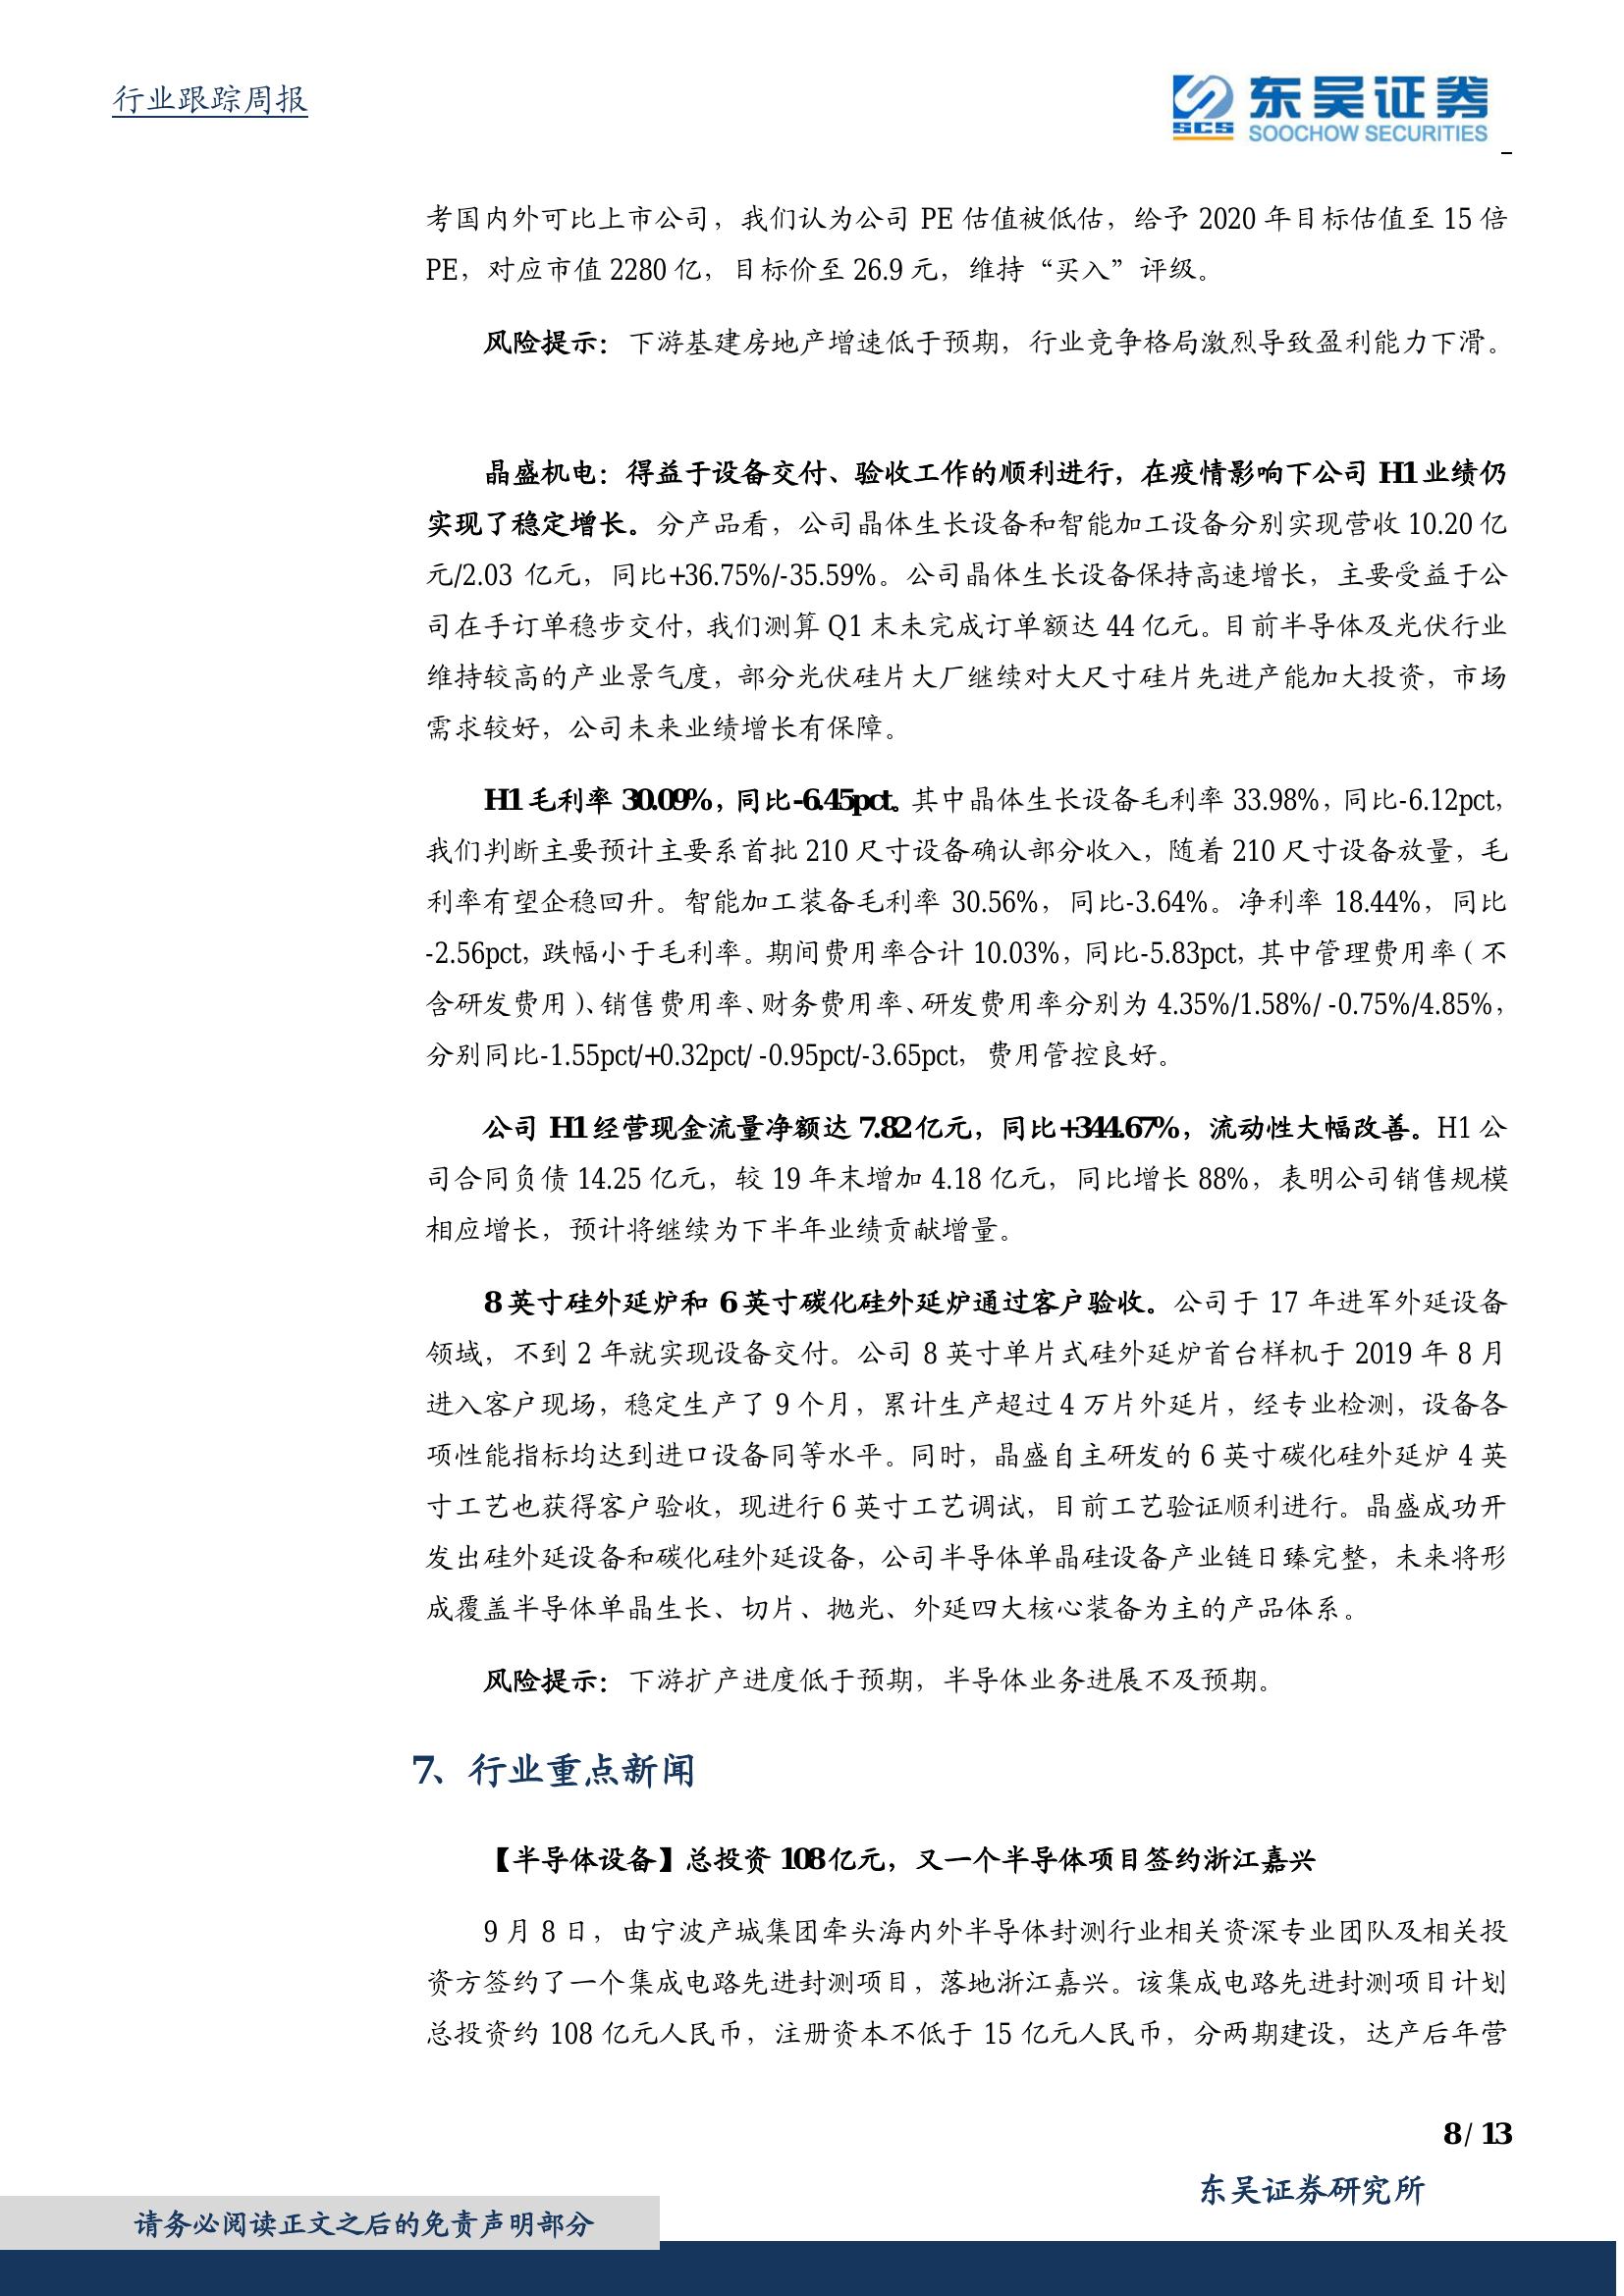 行业跟踪周报
SCS
东吴证券
SOOCHOW SECURITIES
考国内外可比上市公司，我们认为公司 PE 估值被低估，给予 2020 年目标估值至 15 倍
PE，对应市值 2280 亿，目标价至 26.9 元，维持“买入”评级。
风险提示：下游基建房地产增速低于预期，行业竞争格局激烈导致盈利能力下滑。
晶盛机电：得益于设备交付、验收工作的顺利进行，在疫情影响下公司 H1 业绩仍
实现了稳定增长。分产品看，公司晶体生长设备和智能加工设备分别实现营收 10.20 亿
元/2.03 亿元，同比+36.75%/-35.59%。公司晶体生长设备保持高速增长，主要受益于公
司在手订单稳步交付，我们测算 Q1 末未完成订单额达 44 亿元。目前半导体及光伏行业
维持较高的产业景气度，部分光伏硅片大厂继续对大尺寸硅片先进产能加大投资，市场
需求较好，公司未来业绩增长有保障。
H1 毛利率 30.09%，同比-6.45pct。其中晶体生长设备毛利率 33.98%，同比-6.12pct，
我们判断主要预计主要系首批 210 尺寸设备确认部分收入，随着 210 尺寸设备放量，毛
利率有望企稳回升。智能加工装备毛利率 30.56%，同比-3.64%。净利率 18.44%，同比
-2.56pct，跌幅小于毛利率。期间费用率合计 10.03%，同比-5.83pct，其中管理费用率（不
含研发费用）、销售费用率、财务费用率、研发费用率分别为 4.35%/1.58%/ -0.75%/4.85%，
分别同比-1.55pct/+0.32pct/ -0.95pct/-3.65pct，费用管控良好。
公司 H1 经营现金流量净额达 7.82 亿元，同比+344.67%，流动性大幅改善。H1 公
司合同负债 14.25 亿元，较 19 年末增加 4.18 亿元，同比增长 88%，表明公司销售规模
相应增长，预计将继续为下半年业绩贡献增量。
8 英寸硅外延炉和 6 英寸碳化硅外延炉通过客户验收。公司于 17 年进军外延设备
领域，不到 2 年就实现设备交付。公司 8 英寸单片式硅外延炉首台样机于 2019 年 8 月
进入客户现场，稳定生产了 9 个月，累计生产超过 4 万片外延片，经专业检测，设备各
项性能指标均达到进口设备同等水平。同时，晶盛自主研发的 6 英寸碳化硅外延炉 4 英
寸工艺也获得客户验收，现进行 6 英寸工艺调试，目前工艺验证顺利进行。晶盛成功开
发出硅外延设备和碳化硅外延设备，公司半导体单晶硅设备产业链日臻完整，未来将形
成覆盖半导体单晶生长、切片、抛光、外延四大核心装备为主的产品体系。
风险提示：下游扩产进度低于预期，半导体业务进展不及预期。
7、行业重点新闻
【半导体设备】总投资 108 亿元，又一个半导体项目签约浙江嘉兴
9 月 8 日，由宁波产城集团牵头海内外半导体封测行业相关资深专业团队及相关投
资方签约了一个集成电路先进封测项目，落地浙江嘉兴。该集成电路先进封测项目计划
总投资约 108 亿元人民币，注册资本不低于 15 亿元人民币，分两期建设，达产后年营
8 / 13
东吴证券研究所
请务必阅读正文之后的免责声明部分